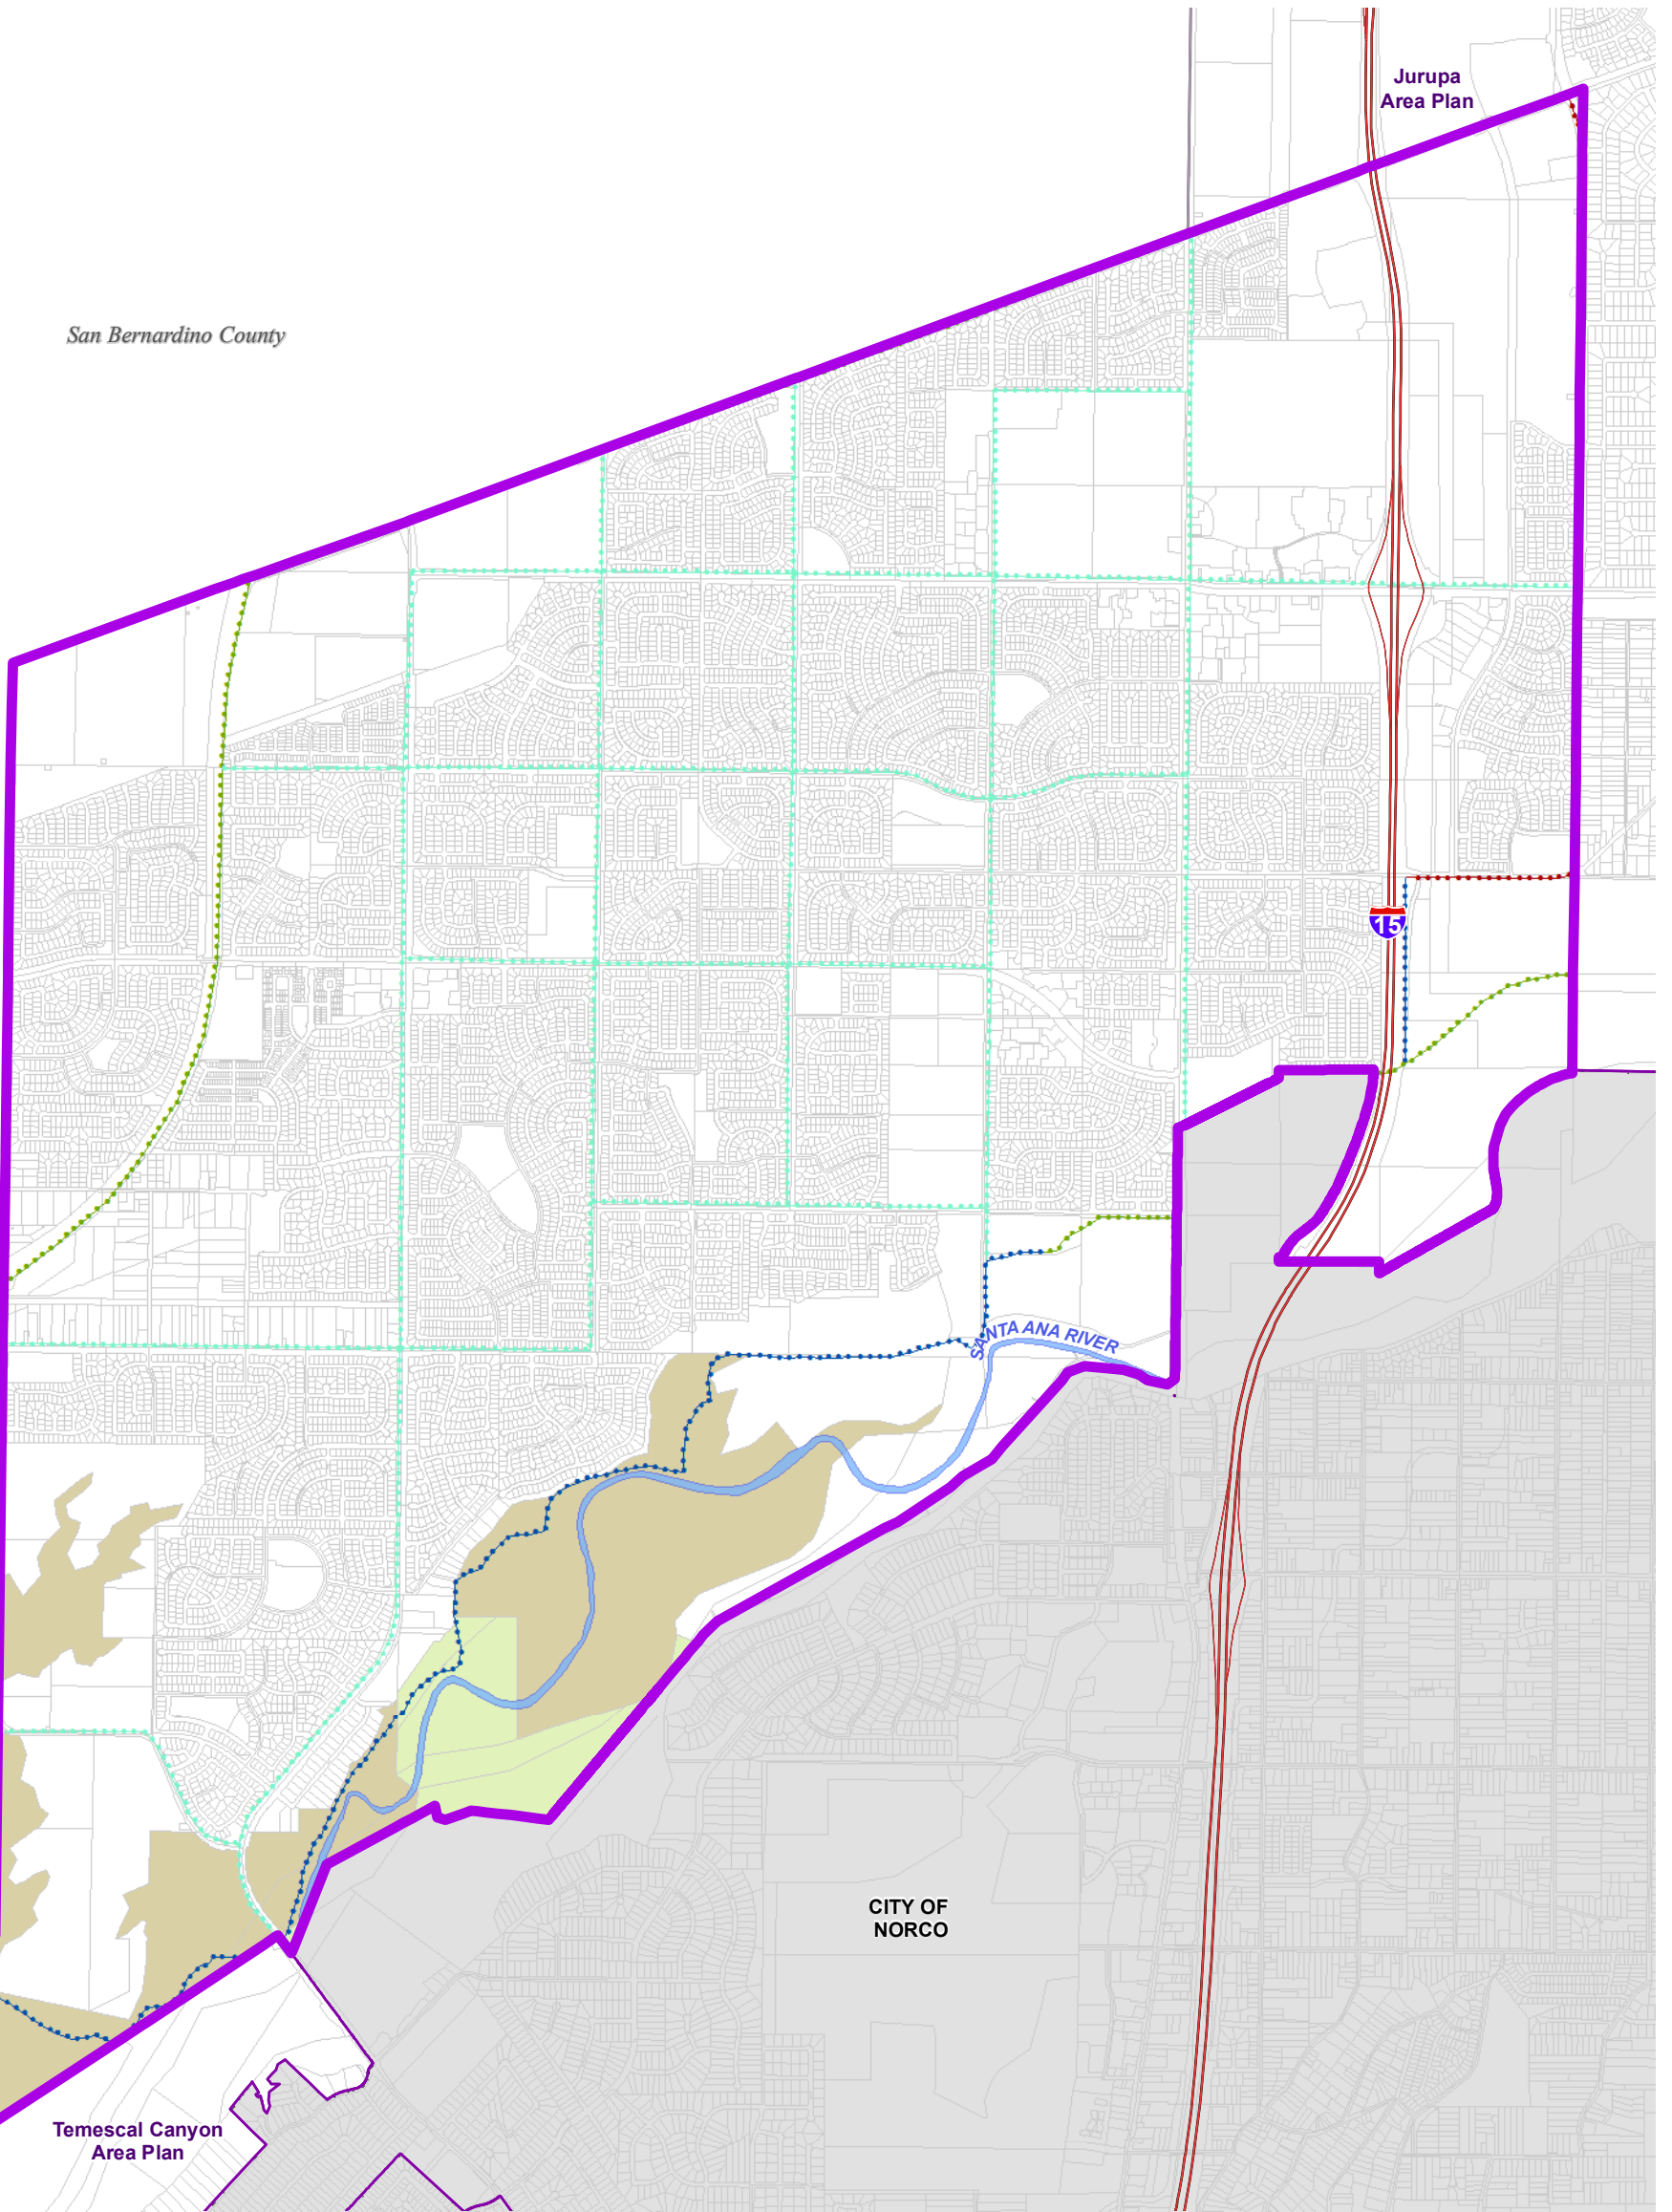 Jurupa
Area Plan
San Bernardino County
15
SANTA ANA RIVER
CITY OF
NORCO
Temescal Canyon
Area Plan